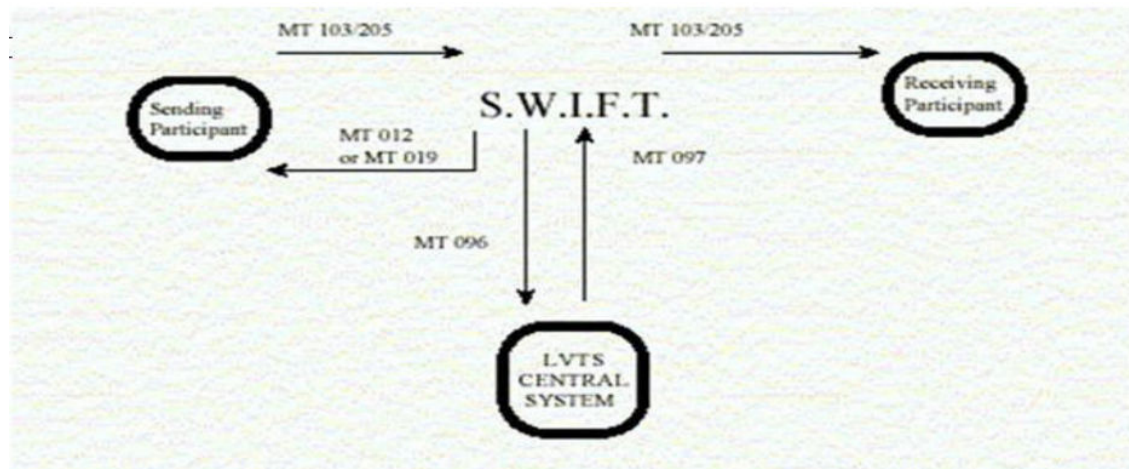 MT 103/205
MT 103/205
Sending
Participant
S.W.I.F.T.
Receiving
Participant
MT 012
or MT 019
MT 097
MT 096
LVTS
CENTRAL
SYSTEM